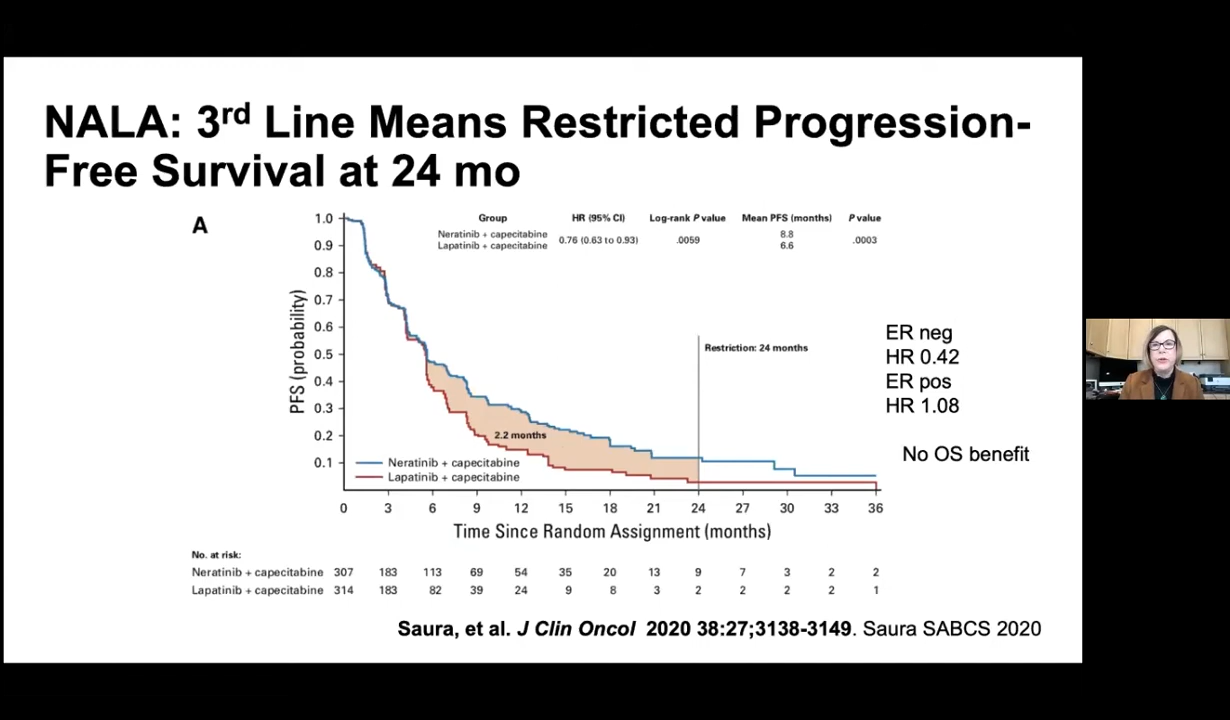 NALA: 3rd Line Means Restricted Progression-
Free Survival at 24 mo
A
Group HR (95% CI) Log-rank P value Mean PFS (months) P value
Neratinib + capecitabine 8.8
0.76 (0.63 to 0.93) .0059 .0003
Lapatinib + capecitabine 6.6
PFS (probability)
1.0
0.9
0.8
0.7
0.6
0.5
0.4
0.3
0.2
0.1
Restriction: 24 months
2.2 months
Neratinib + capecitabine
Lapatinib + capecitabine
0 3 6 9 12 15 18 21 24 27 30 33 36
Time Since Random Assignment (months)
ER neg
HR 0.42
ER pos
HR 1.08
No OS benefit
No. at risk:
Neratinib + capecitabine 307 183 113 69 54 35 20 13 9 7 3 2 2
Lapatinib + capecitabine 314 183 82 39 24 9 8 3 2 2 2 2 1
Saura, et al. J Clin Oncol 2020 38:27;3138-3149. Saura SABCS 2020